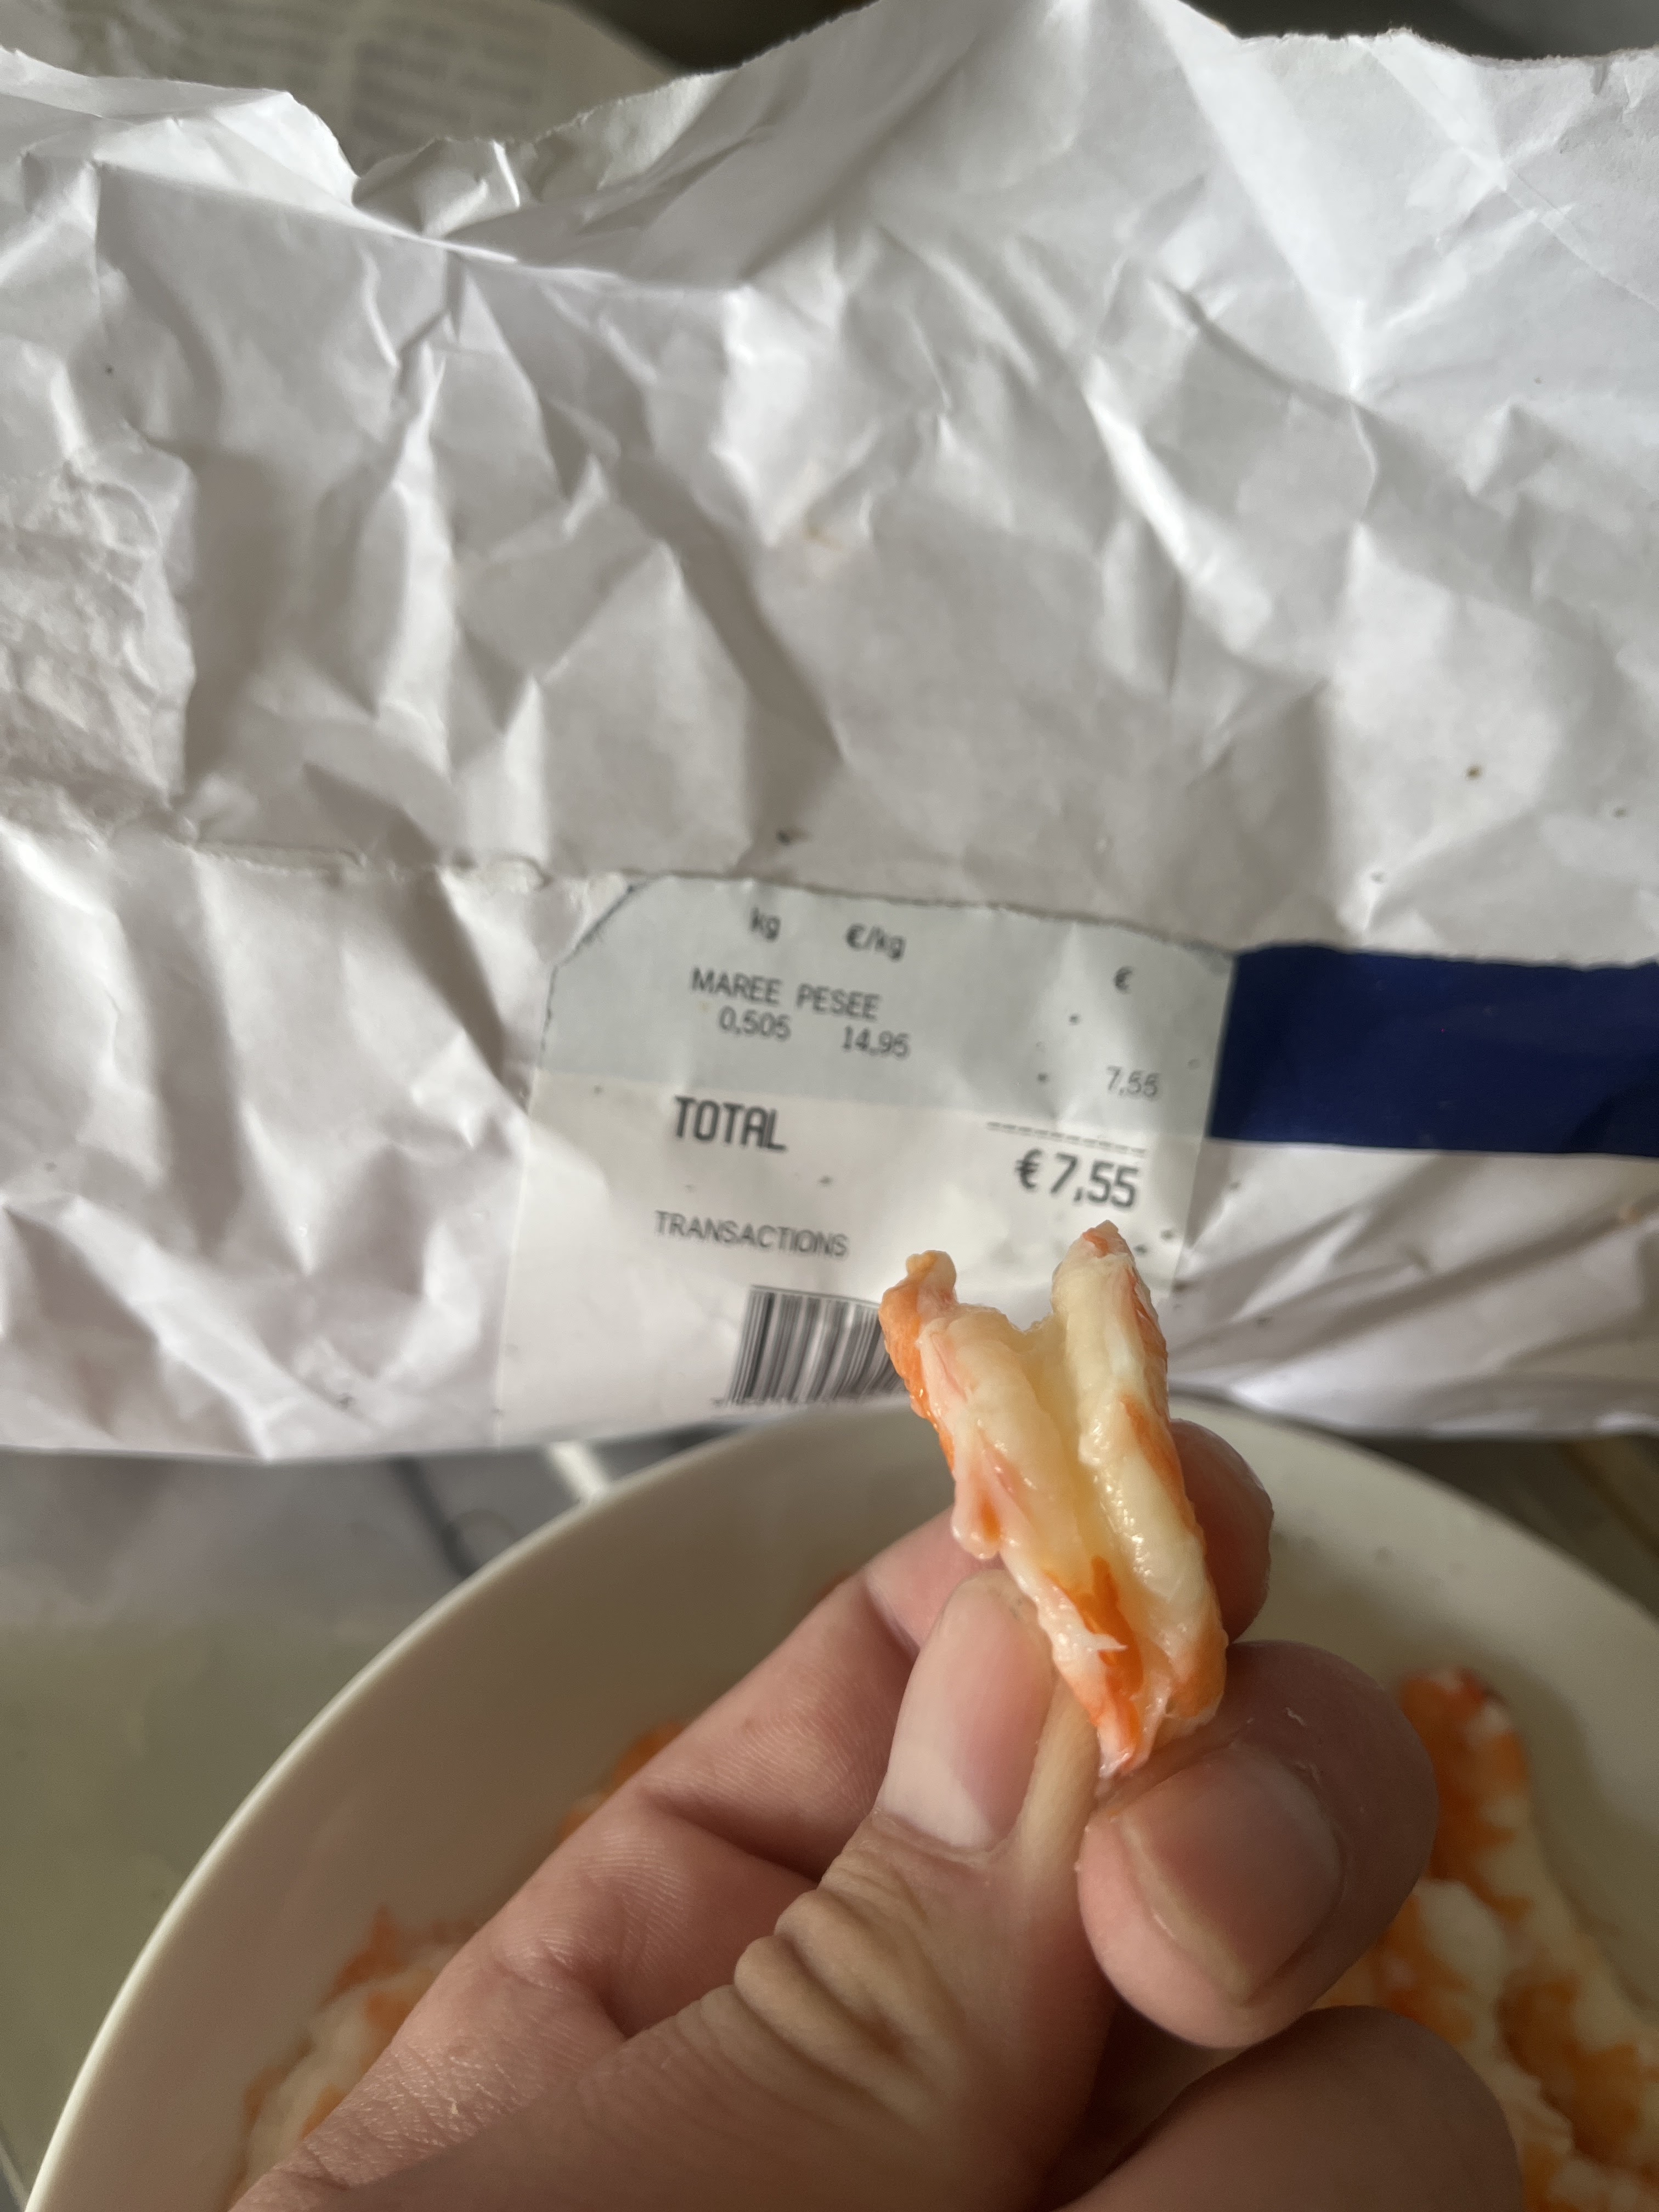 kg €/kg €
MAREE PESEE
0,505 14,95 7,55
TOTAL €7,55
TRANSACTIONS